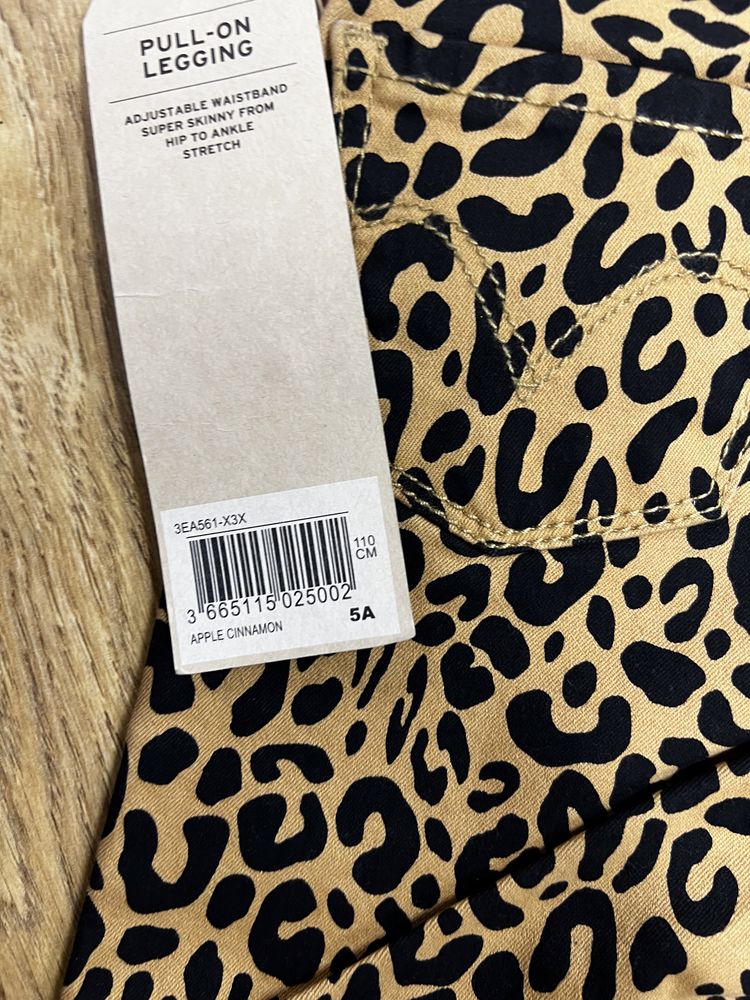 PULL-ON
LEGGING
ADJUSTABLE WAISTBAND
SUPER SKINNY FROM
HIP TO ANKLE
STRETCH
3EA561-X3X
110
CM
3 665115 025002
5A
APPLE CINNAMON